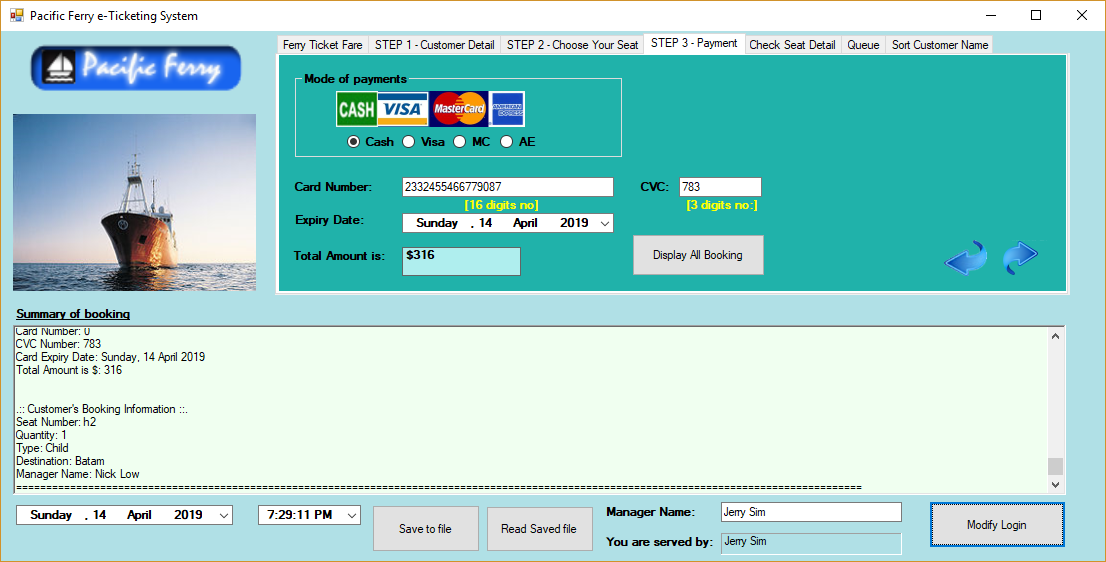 Pacific Ferry e-Ticketing System
Pacific Ferry
Ferry Ticket Fare STEP 1 - Customer Detail STEP 2 - Choose Your Seat STEP 3 - Payment Check Seat Detail Queue Sort Customer Name
Mode of payments
CASH VISA MasterCard AMERICAN EXPRESS
Cash Visa MC AE
Card Number: 2332455466779087 CVC: 783
[16 digits no] [3 digits no:]
Expiry Date: Sunday , 14 April 2019
Total Amount is: $316 Display All Booking
Summary of booking
Card Number: 0
CVC Number: 783
Card Expiry Date: Sunday, 14 April 2019
Total Amount is $: 316
.:: Customer's Booking Information ::.
Seat Number: h2
Quantity: 1
Type: Child
Destination: Batam
Manager Name: Nick Low
Sunday , 14 April 2019 7:29:11 PM Save to file Read Saved file Manager Name: Jerry Sim Modify Login
You are served by: Jerry Sim